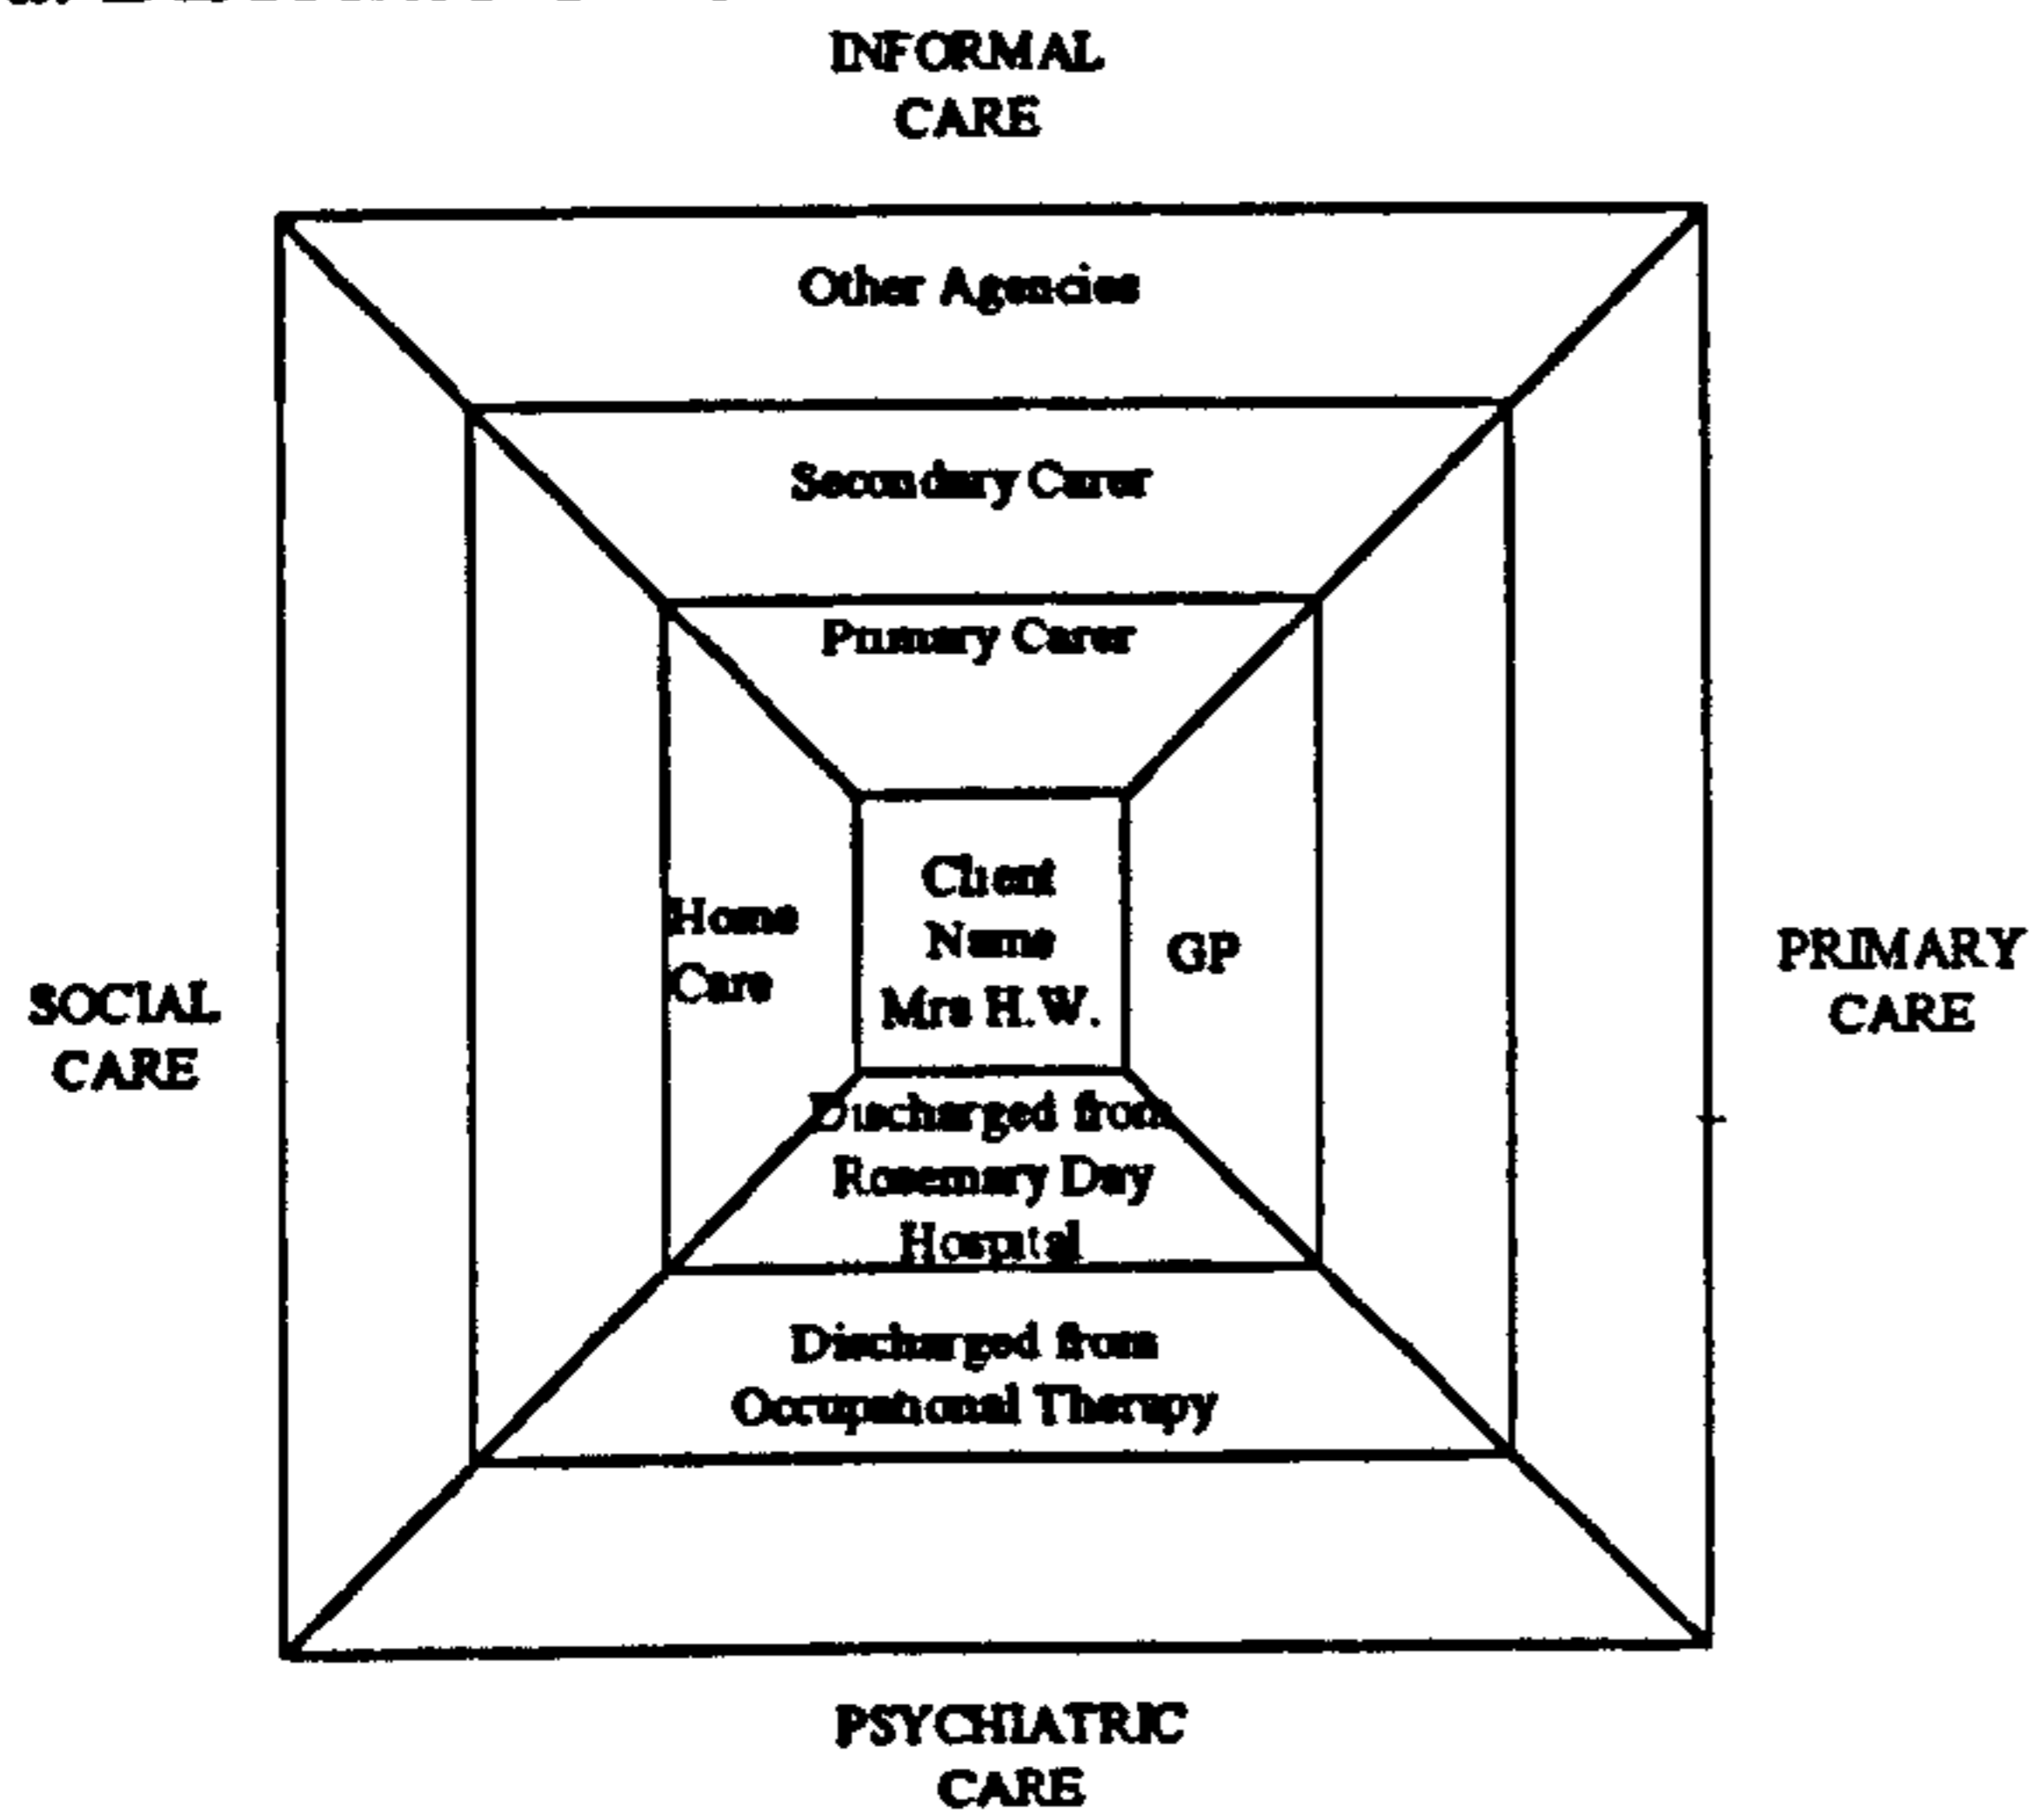 INFORMAL
CARE
Other Agencies
Secondary Carer
Primary Carer
Home
Care
Client
Name
Mrs H.W.
GP
SOCIAL
CARE
PRIMARY
CARE
Discharged from
Rosemary Day
Hospital
Discharged from
Occupational Therapy
PSYCHIATRIC
CARE